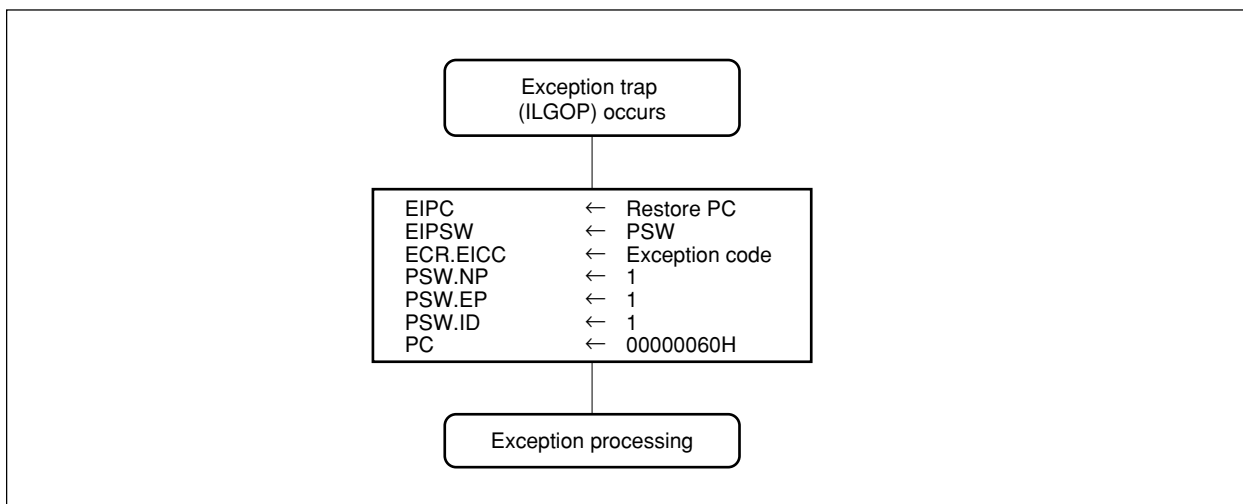 Exception trap
(ILGOP) occurs
EIPC ← Restore PC
EIPSW ← PSW
ECR.EICC ← Exception code
PSW.NP ← 1
PSW.EP ← 1
PSW.ID ← 1
PC ← 00000060H
Exception processing